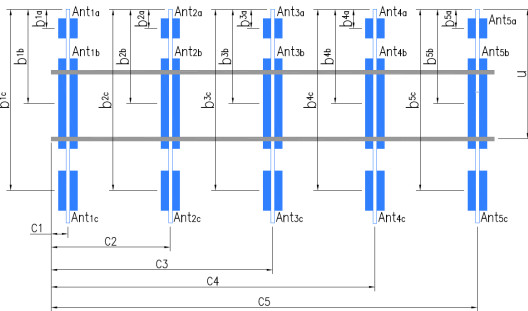 Ant1a Ant2a Ant3a Ant4a Ant5a
b1a b2a b3a b4a b5a
b1b b2b b3b b4b b5b u
Ant1b Ant2b Ant3b Ant4b Ant5b
b1c b2c b3c b4c b5c
Ant1c Ant2c Ant3c Ant4c Ant5c
C1
C2
C3
C4
C5